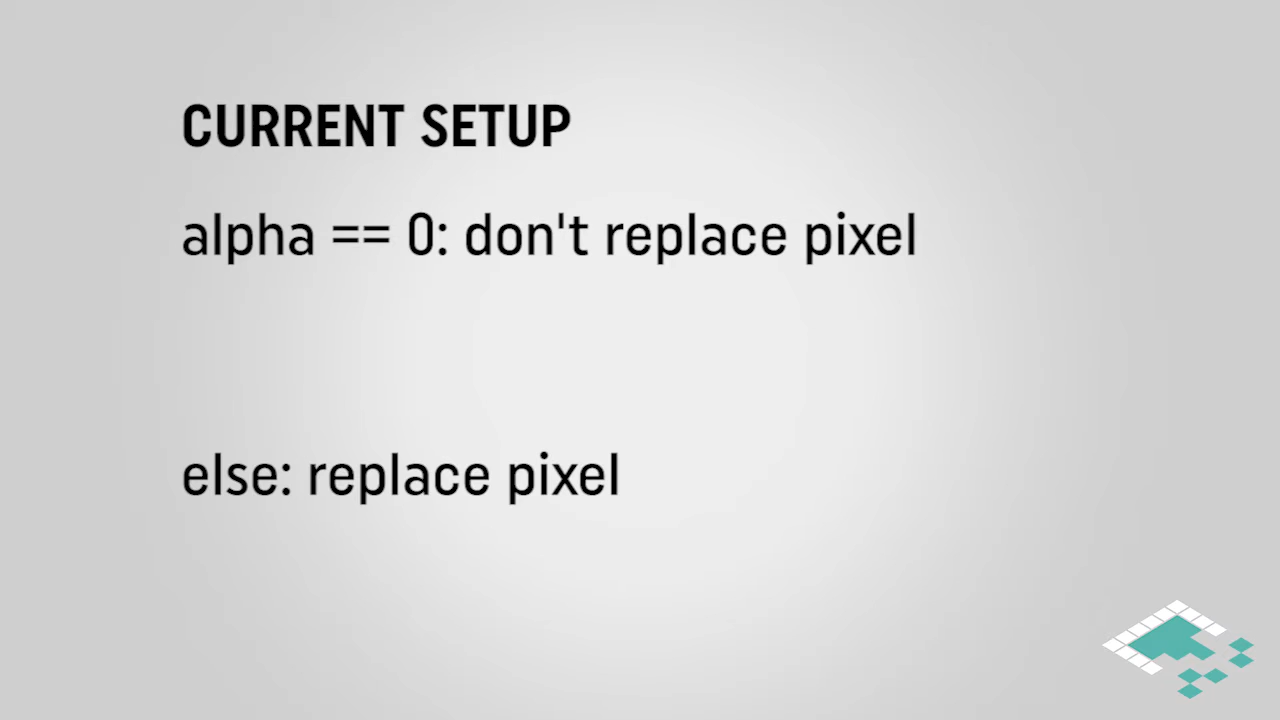 CURRENT SETUP
alpha == 0: don't replace pixel
else: replace pixel